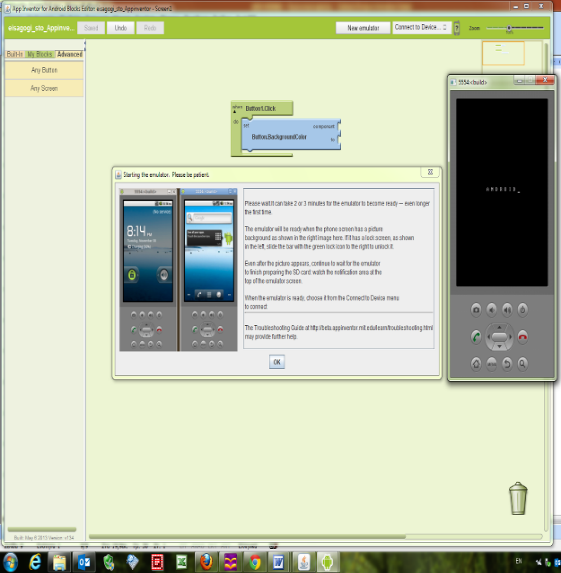 App Inventor for Android Blocks Editor: eisagogi_sto_Appinventor - Screen1
eisagogi_sto_Appinve...
Saved
Undo
Redo
New emulator
Connect to Device...
Zoom
Built-In
My Blocks
Advanced
Any Button
Any Screen
when
Button1.Click
do
set
Button.BackgroundColor
component
to
5554:<build>
ANDROID_
Starting the emulator. Please be patient.
8:14
Please wait.It can take 2 or 3 minutes for the emulator to become ready — even longer
the first time.
The emulator will be ready when the phone screen has a picture
background as shown in the right image here. If it has a lock screen, as shown
in the left, slide the bar with the green lock icon to the right to unlock it.
Even after the picture appears, continue to wait for the emulator
to finish preparing the SD card: watch the notification area at the
top of the emulator screen.
When the emulator is ready, choose it from the Connect to Device menu
to connect
The Troubleshooting Guide at http://beta.appinventor.mit.edu/learn/troubleshooting.html
may provide further help.
OK
MENU
EN